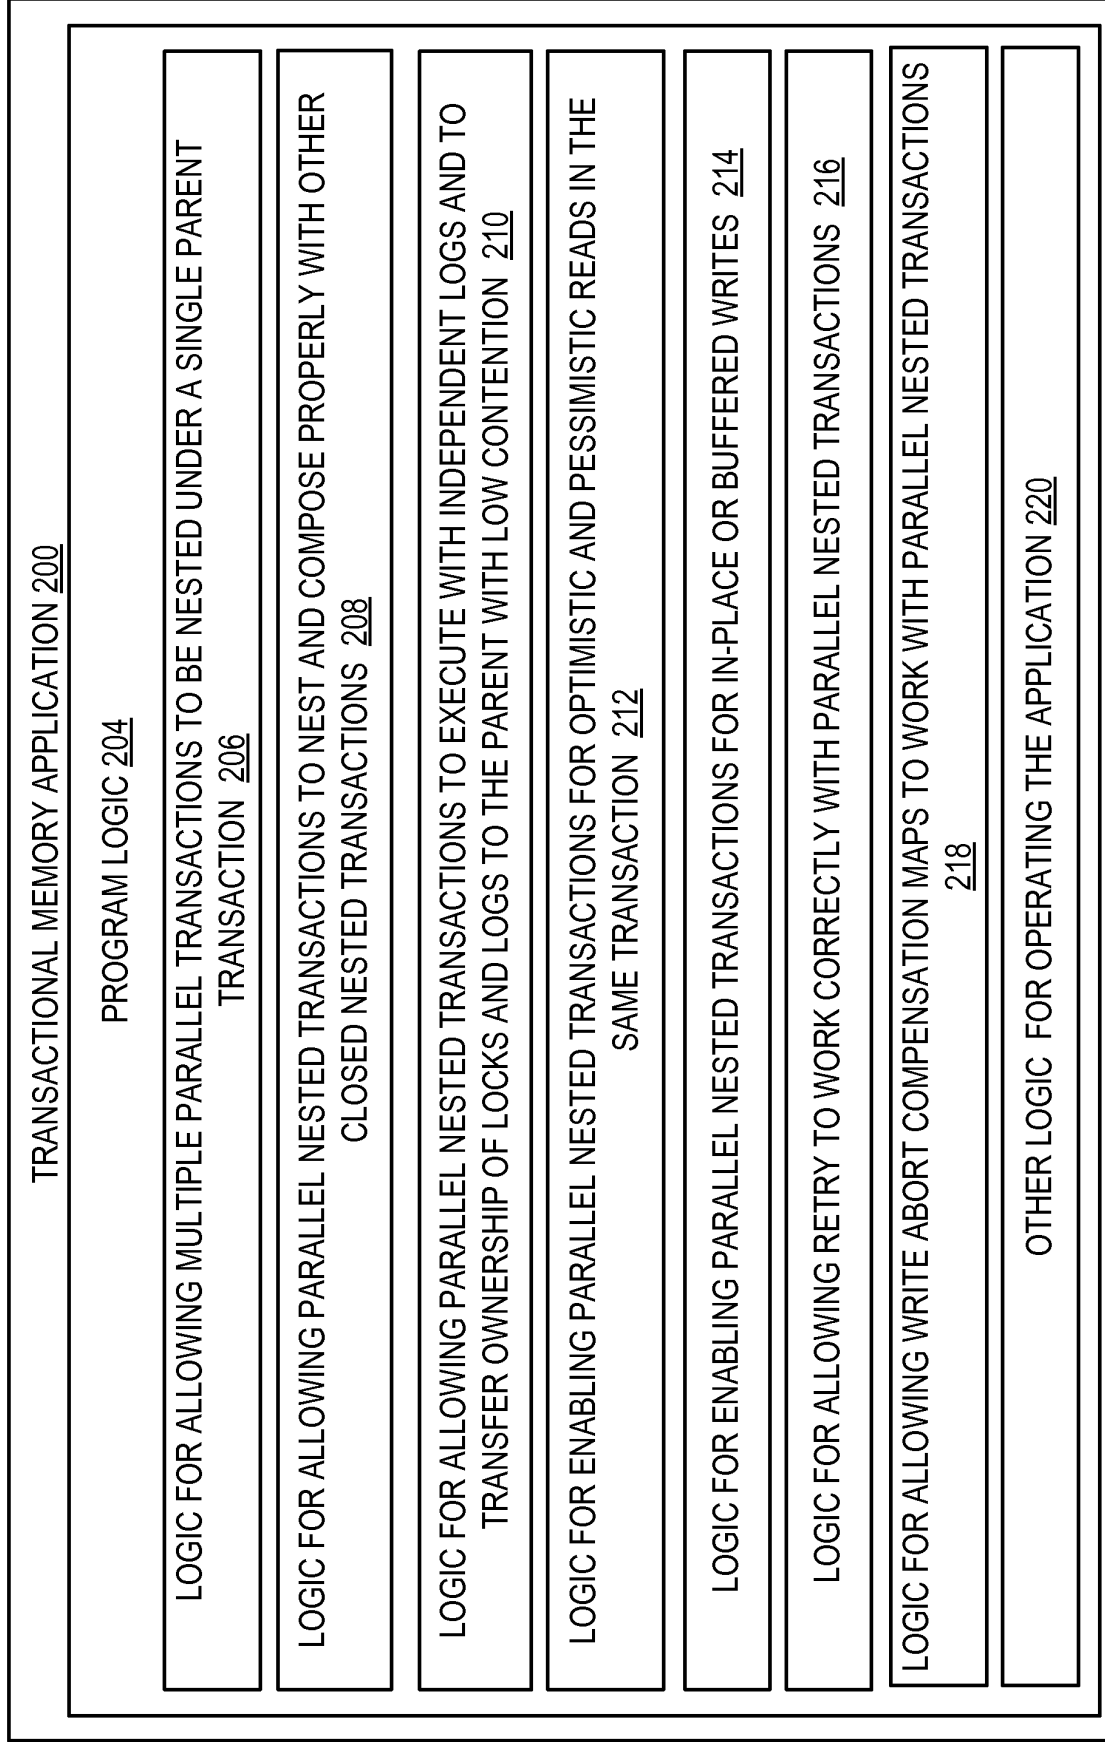 TRANSACTIONAL MEMORY APPLICATION 200
PROGRAM LOGIC 204
LOGIC FOR ALLOWING MULTIPLE PARALLEL TRANSACTIONS TO BE NESTED UNDER A SINGLE PARENT
TRANSACTION 206
LOGIC FOR ALLOWING PARALLEL NESTED TRANSACTIONS TO NEST AND COMPOSE PROPERLY WITH OTHER
CLOSED NESTED TRANSACTIONS 208
LOGIC FOR ALLOWING PARALLEL NESTED TRANSACTIONS TO EXECUTE WITH INDEPENDENT LOGS AND TO
TRANSFER OWNERSHIP OF LOCKS AND LOGS TO THE PARENT WITH LOW CONTENTION 210
LOGIC FOR ENABLING PARALLEL NESTED TRANSACTIONS FOR OPTIMISTIC AND PESSIMISTIC READS IN THE
SAME TRANSACTION 212
LOGIC FOR ENABLING PARALLEL NESTED TRANSACTIONS FOR IN-PLACE OR BUFFERED WRITES 214
LOGIC FOR ALLOWING RETRY TO WORK CORRECTLY WITH PARALLEL NESTED TRANSACTIONS 216
LOGIC FOR ALLOWING WRITE ABORT COMPENSATION MAPS TO WORK WITH PARALLEL NESTED TRANSACTIONS
218
OTHER LOGIC FOR OPERATING THE APPLICATION 220